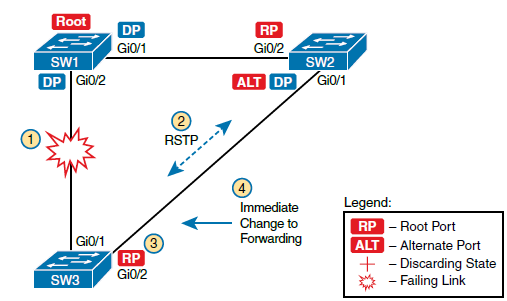 Root
DP
Gi0/1
RP
Gi0/2
SW1
SW2
DP Gi0/2
ALT DP Gi0/1
1
2
RSTP
4
Immediate
Change to
Forwarding
Gi0/1
3
RP
Gi0/2
SW3
Legend:
RP – Root Port
ALT – Alternate Port
– Discarding State
– Failing Link